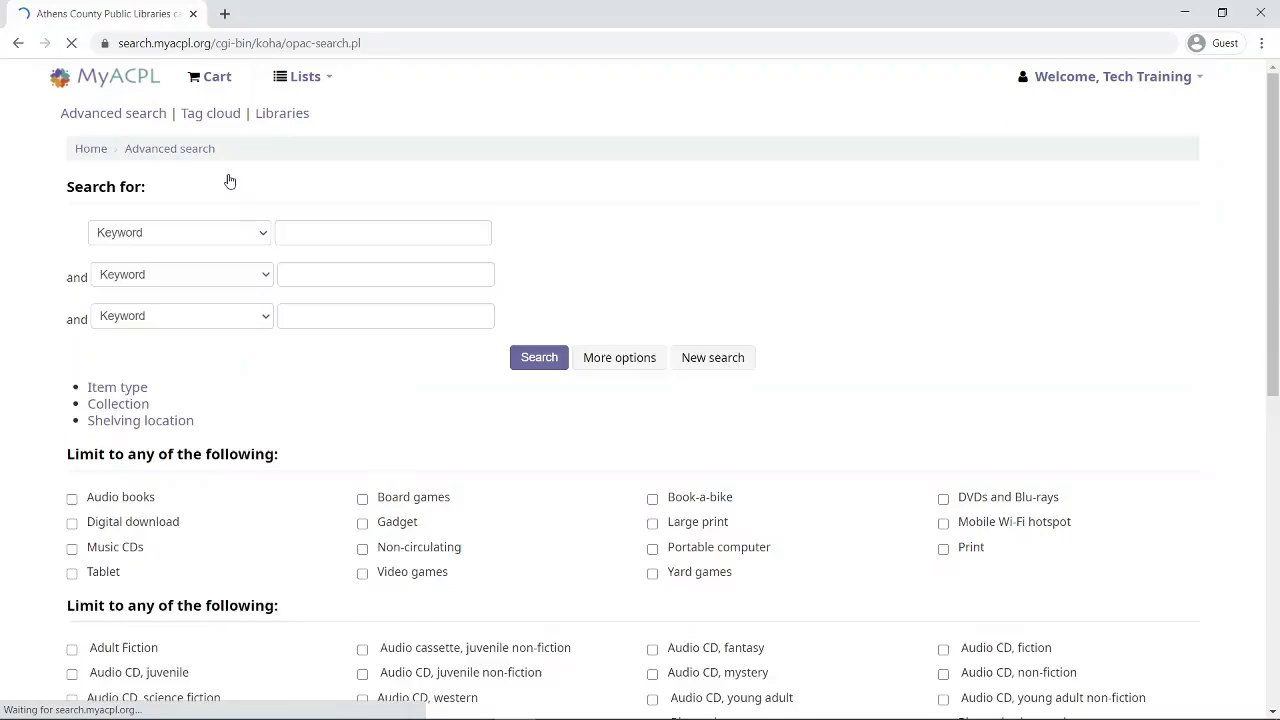 Athens County Public Libraries ca
search.myacpl.org/cgi-bin/koha/opac-search.pl
Guest
MyACPL
Cart
Lists
Welcome, Tech Training
Advanced search | Tag cloud | Libraries
Home › Advanced search
Search for:
Keyword
and Keyword
and Keyword
Search More options New search
Item type
Collection
Shelving location
Limit to any of the following:
Audio books Board games Book-a-bike DVDs and Blu-rays
Digital download Gadget Large print Mobile Wi-Fi hotspot
Music CDs Non-circulating Portable computer Print
Tablet Video games Yard games
Limit to any of the following:
Adult Fiction Audio cassette, juvenile non-fiction Audio CD, fantasy Audio CD, fiction
Audio CD, juvenile Audio CD, juvenile non-fiction Audio CD, mystery Audio CD, non-fiction
Audio CD, science fiction Audio CD, western Audio CD, young adult Audio CD, young adult non-fiction
Waiting for search.myacpl.org...